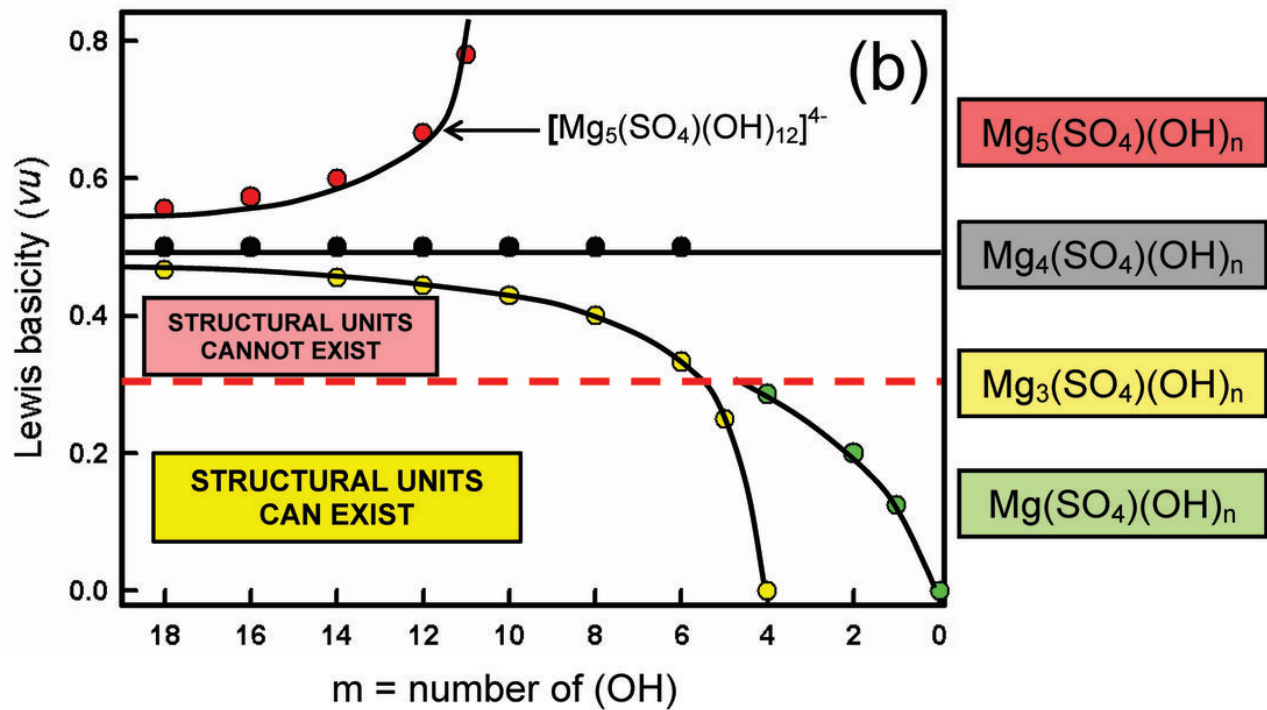 (b)
0.8
0.6
0.4
0.2
0.0
Lewis basicity (vu)
[Mg₅(SO₄)(OH)₁₂]⁴⁻
STRUCTURAL UNITS
CANNOT EXIST
STRUCTURAL UNITS
CAN EXIST
18 16 14 12 10 8 6 4 2 0
m = number of (OH)
Mg₅(SO₄)(OH)ₙ
Mg₄(SO₄)(OH)ₙ
Mg₃(SO₄)(OH)ₙ
Mg(SO₄)(OH)ₙ